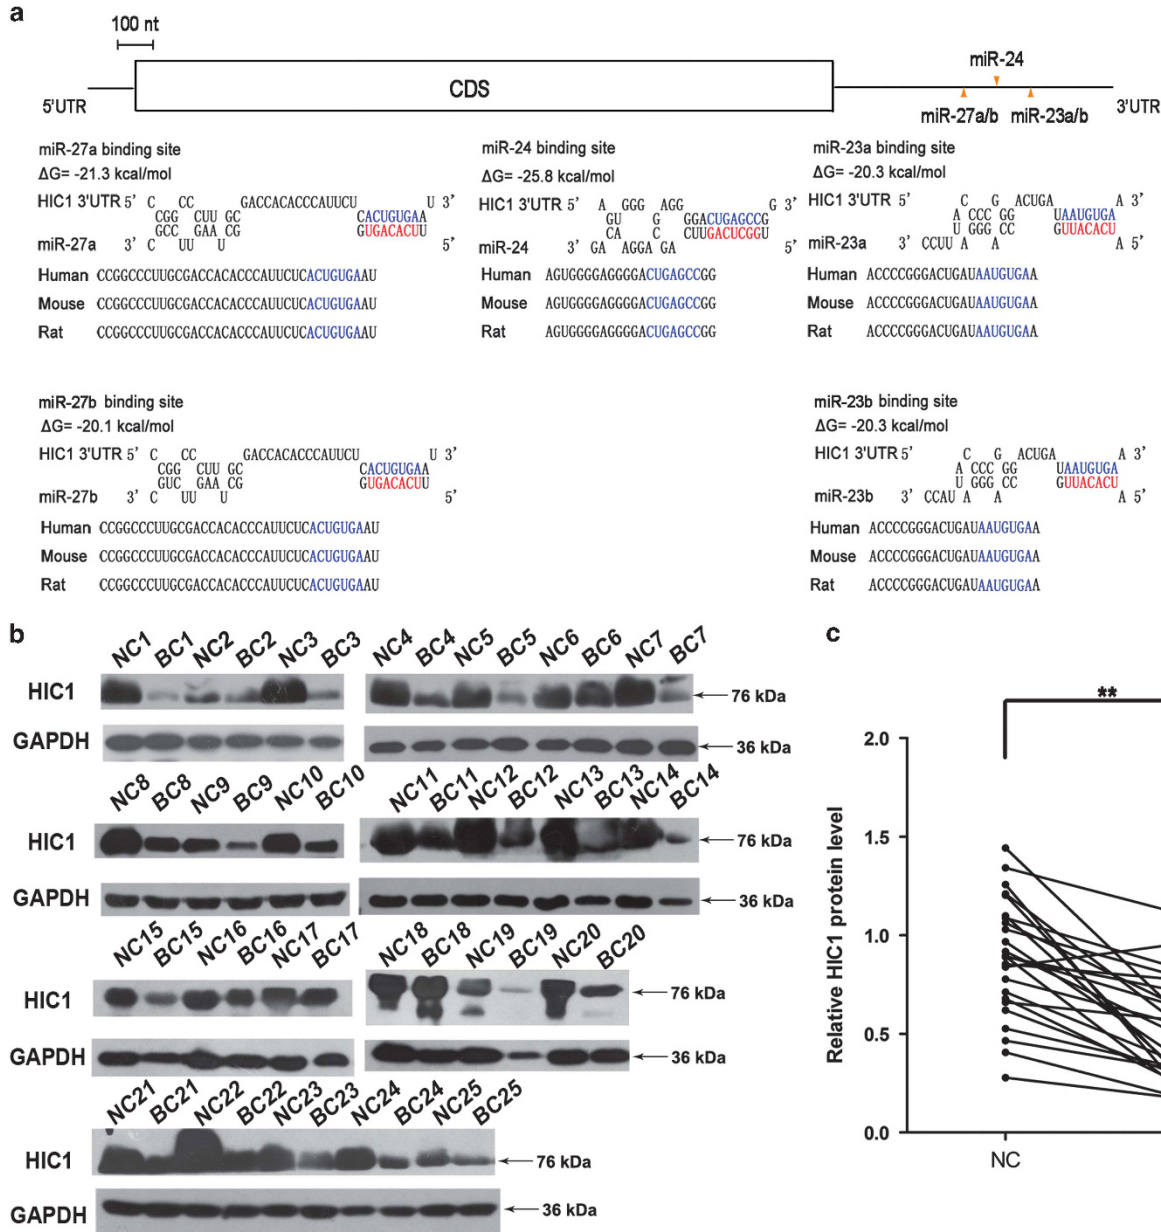 a
100 nt
CDS
miR-24
5'UTR
miR-27a/b
miR-23a/b
3'UTR
miR-27a binding site
ΔG= -21.3 kcal/mol
HIC1 3'UTR 5' C CC GACCACACCCAUUCU U 3'
CGG CUU GC CACUGUGAA
GCC GAA CG GUGACACUU
miR-27a 3' C UU U 5'
Human CCGGCCCUUGCGACCACACCCAUUCUCACUGUGAAU
Mouse CCGGCCCUUGCGACCACACCCAUUCUCACUGUGAAU
Rat CCGGCCCUUGCGACCACACCCAUUCUCACUGUGAAU
miR-24 binding site
ΔG= -25.8 kcal/mol
HIC1 3'UTR 5' A GGG AGG G 3'
GU G GGACUGAGCCG
CA C CUUGACUCGGU
miR-24 3' GA AGGA GA 5'
Human AGUGGGGAGGGGACUGAGCCGG
Mouse AGUGGGGAGGGGACUGAGCCGG
Rat AGUGGGGAGGGGACUGAGCCGG
miR-23a binding site
ΔG= -20.3 kcal/mol
HIC1 3'UTR 5' C G ACUGA A 3'
A CCC GG UAAUGUGA
U GGG CC GUUACACU
miR-23a 3' CCUU A A A 5'
Human ACCCCGGGACUGAUAAUGUGAA
Mouse ACCCCGGGACUGAUAAUGUGAA
Rat ACCCCGGGACUGAUAAUGUGAA
miR-27b binding site
ΔG= -20.1 kcal/mol
HIC1 3'UTR 5' C CC GACCACACCCAUUCU U 3'
CGG CUU GC CACUGUGAA
GUC GAA CG GUGACACUU
miR-27b 3' C UU U 5'
Human CCGGCCCUUGCGACCACACCCAUUCUCACUGUGAAU
Mouse CCGGCCCUUGCGACCACACCCAUUCUCACUGUGAAU
Rat CCGGCCCUUGCGACCACACCCAUUCUCACUGUGAAU
miR-23b binding site
ΔG= -20.3 kcal/mol
HIC1 3'UTR 5' C G ACUGA A 3'
A CCC GG UAAUGUGA
U GGG CC GUUACACU
miR-23b 3' CCAU A A A 5'
Human ACCCCGGGACUGAUAAUGUGAA
Mouse ACCCCGGGACUGAUAAUGUGAA
Rat ACCCCGGGACUGAUAAUGUGAA
b
NC1 BC1 NC2 BC2 NC3 BC3 NC4 BC4 NC5 BC5 NC6 BC6 NC7 BC7
HIC1 76 kDa
GAPDH 36 kDa
NC8 BC8 NC9 BC9 NC10 BC10 NC11 BC11 NC12 BC12 NC13 BC13 NC14 BC14
HIC1 76 kDa
GAPDH 36 kDa
NC15 BC15 NC16 BC16 NC17 BC17 NC18 BC18 NC19 BC19 NC20 BC20
HIC1 76 kDa
GAPDH 36 kDa
NC21 BC21 NC22 BC22 NC23 BC23 NC24 BC24 NC25 BC25
HIC1 76 kDa
GAPDH 36 kDa
c
**
Relative HIC1 protein level
2.0
1.5
1.0
0.5
0.0
NC